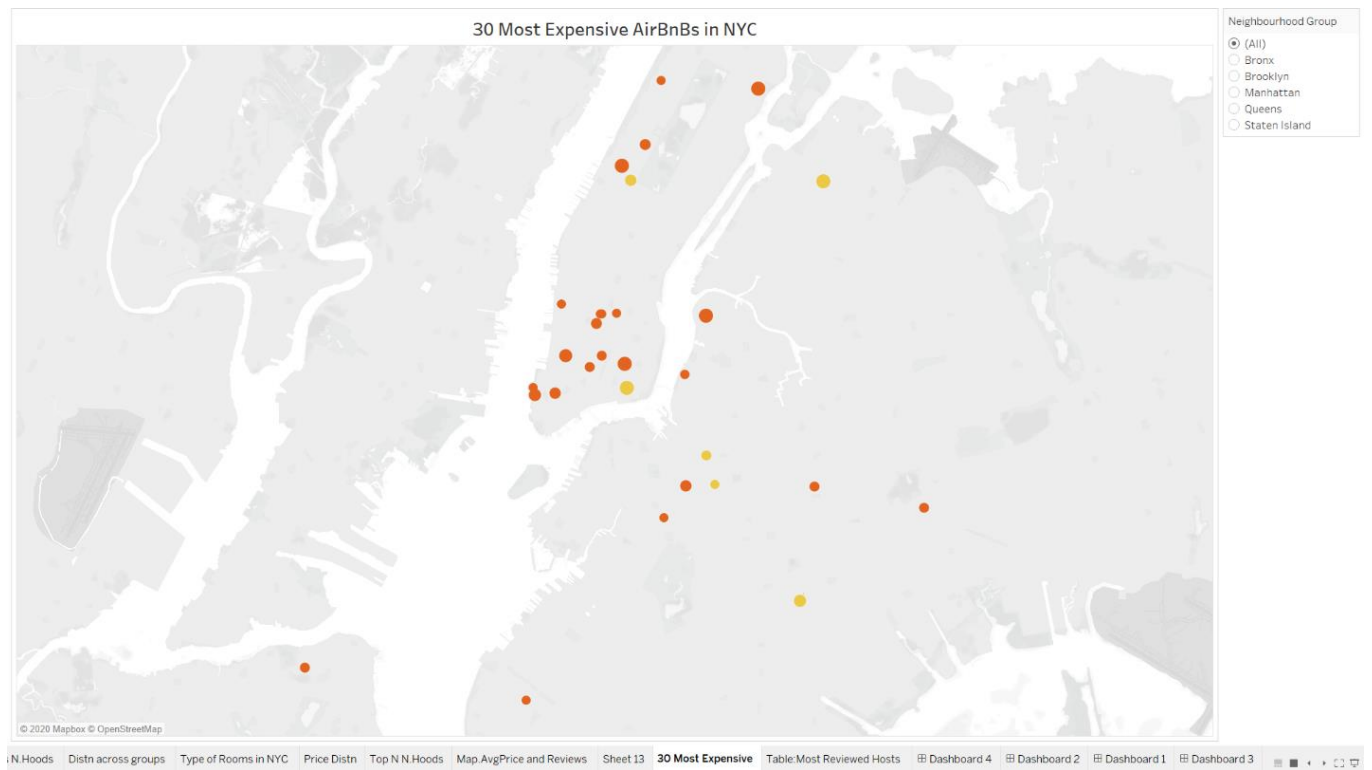 30 Most Expensive AirBnBs in NYC
Neighbourhood Group
(All)
Bronx
Brooklyn
Manhattan
Queens
Staten Island
© 2020 Mapbox © OpenStreetMap
N.Hoods Distn across groups Type of Rooms in NYC Price Distn Top N N.Hoods Map.AvgPrice and Reviews Sheet 13 30 Most Expensive Table:Most Reviewed Hosts Dashboard 4 Dashboard 2 Dashboard 1 Dashboard 3